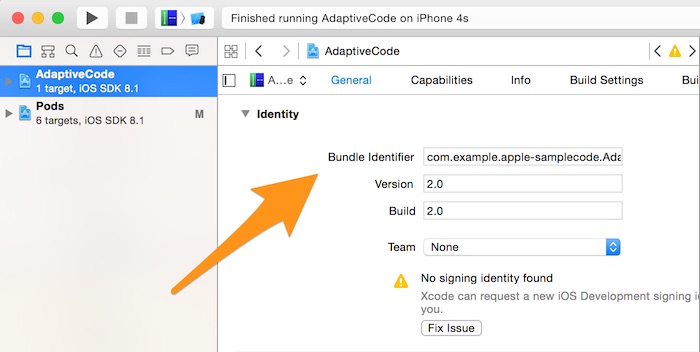 Finished running AdaptiveCode on iPhone 4s
AdaptiveCode
AdaptiveCode
1 target, iOS SDK 8.1
Pods
6 targets, iOS SDK 8.1
M
A...e
General
Capabilities
Info
Build Settings
Bui
Identity
Bundle Identifier
com.example.apple-samplecode.Ada
Version
2.0
Build
2.0
Team
None
No signing identity found
Xcode can request a new iOS Development signing ic
you.
Fix Issue